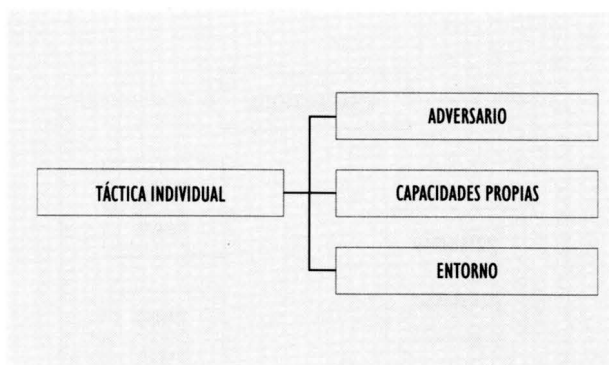 ADVERSARIO
TÁCTICA INDIVIDUAL
CAPACIDADES PROPIAS
ENTORNO